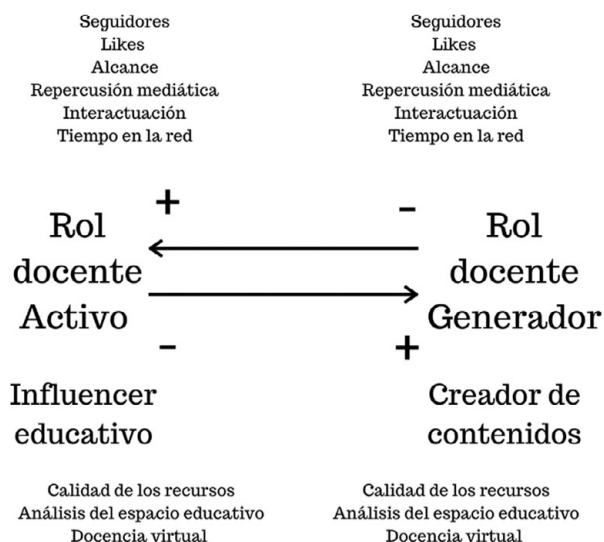 Seguidores
Likes
Alcance
Repercusión mediática
Interactuación
Tiempo en la red
Seguidores
Likes
Alcance
Repercusión mediática
Interactuación
Tiempo en la red
+
-
Rol
docente
Activo
Rol
docente
Generador
-
+
Influencer
educativo
Creador de
contenidos
Calidad de los recursos
Análisis del espacio educativo
Docencia virtual
Calidad de los recursos
Análisis del espacio educativo
Docencia virtual